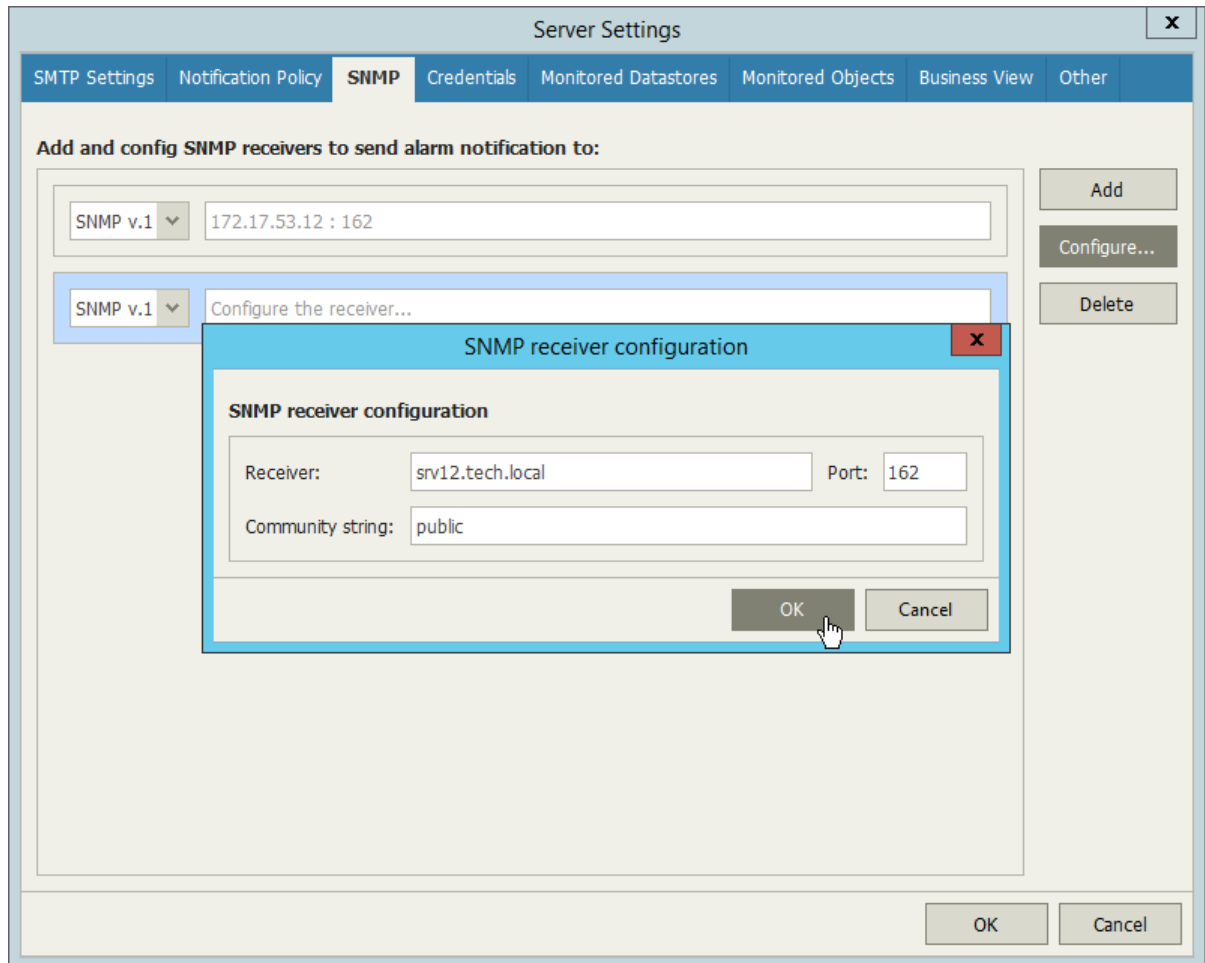 Server Settings
x
SMTP Settings Notification Policy SNMP Credentials Monitored Datastores Monitored Objects Business View Other
Add and config SNMP receivers to send alarm notification to:
Add
SNMP v.1 172.17.53.12 : 162
Configure...
SNMP v.1 Configure the receiver...
Delete
SNMP receiver configuration
x
SNMP receiver configuration
Receiver: srv12.tech.local Port: 162
Community string: public
OK Cancel
OK Cancel